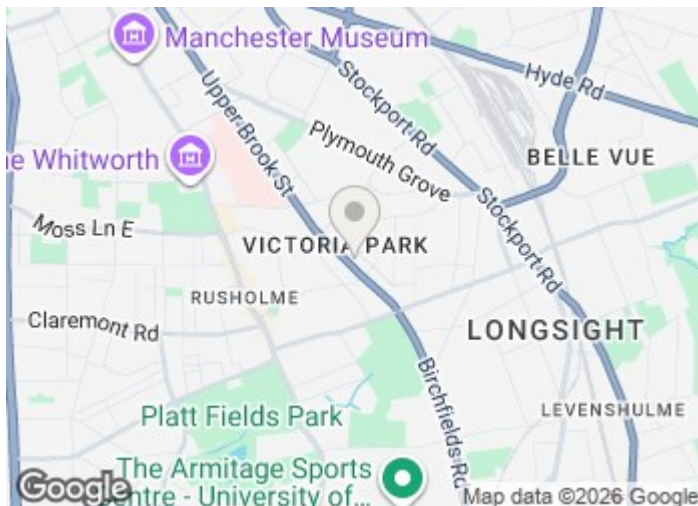 Manchester Museum
Hyde Rd
Stockport Rd
Upper Brook St
Plymouth Grove
BELLE VUE
e Whitworth
Stockport Rd
Moss Ln E
VICTORIA PARK
RUSHOLME
Claremont Rd
LONGSIGHT
Birchfields Rd
LEVENSHULME
Platt Fields Park
The Armitage Sports
entre - University of...
Google
Map data ©2026 Google